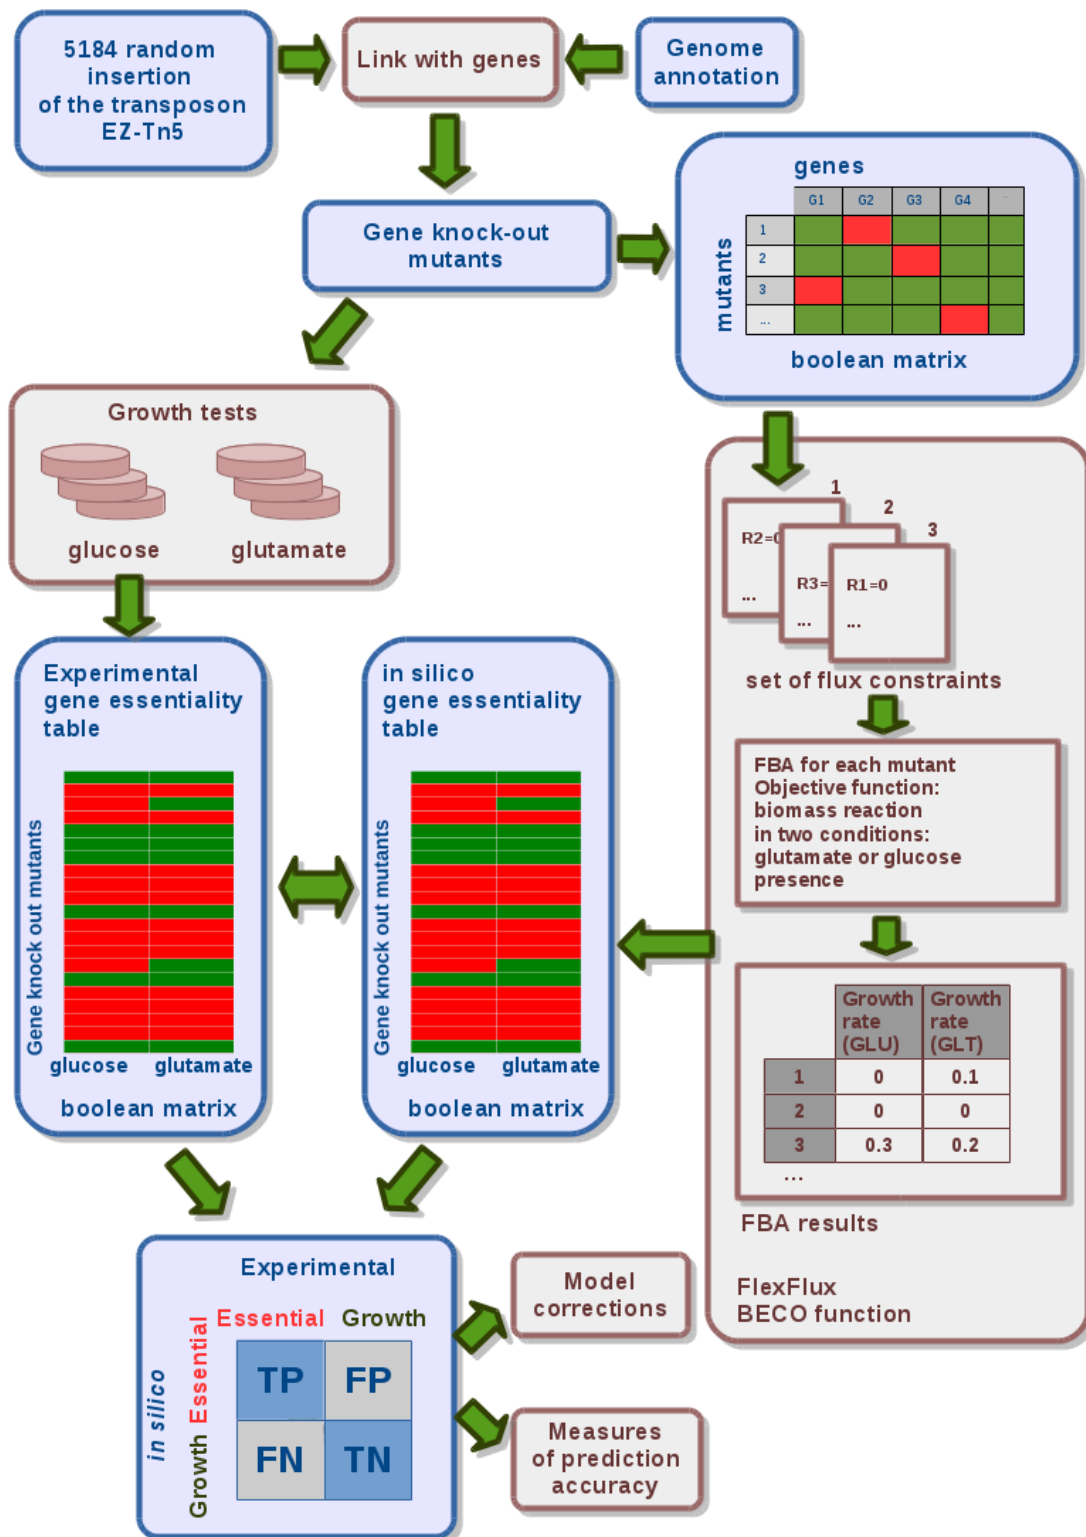 5184 random
insertion
of the transposon
EZ-Tn5
Link with genes
Genome
annotation
Gene knock-out
mutants
genes
G1 G2 G3 G4
mutants
1
2
3
...
boolean matrix
Growth tests
glucose glutamate
1
2
3
R2=0
...
R3=
...
R1=0
...
set of flux constraints
FBA for each mutant
Objective function:
biomass reaction
in two conditions:
glutamate or glucose
presence
Growth
rate
(GLU)
Growth
rate
(GLT)
1 0 0.1
2 0 0
3 0.3 0.2
...
FBA results
FlexFlux
BECO function
Experimental
gene essentiality
table
Gene knock out mutants
glucose glutamate
boolean matrix
in silico
gene essentiality
table
Gene knock out mutants
glucose glutamate
boolean matrix
Experimental
Essential Growth
in silico
Growth Essential
TP FP
FN TN
Model
corrections
Measures
of prediction
accuracy